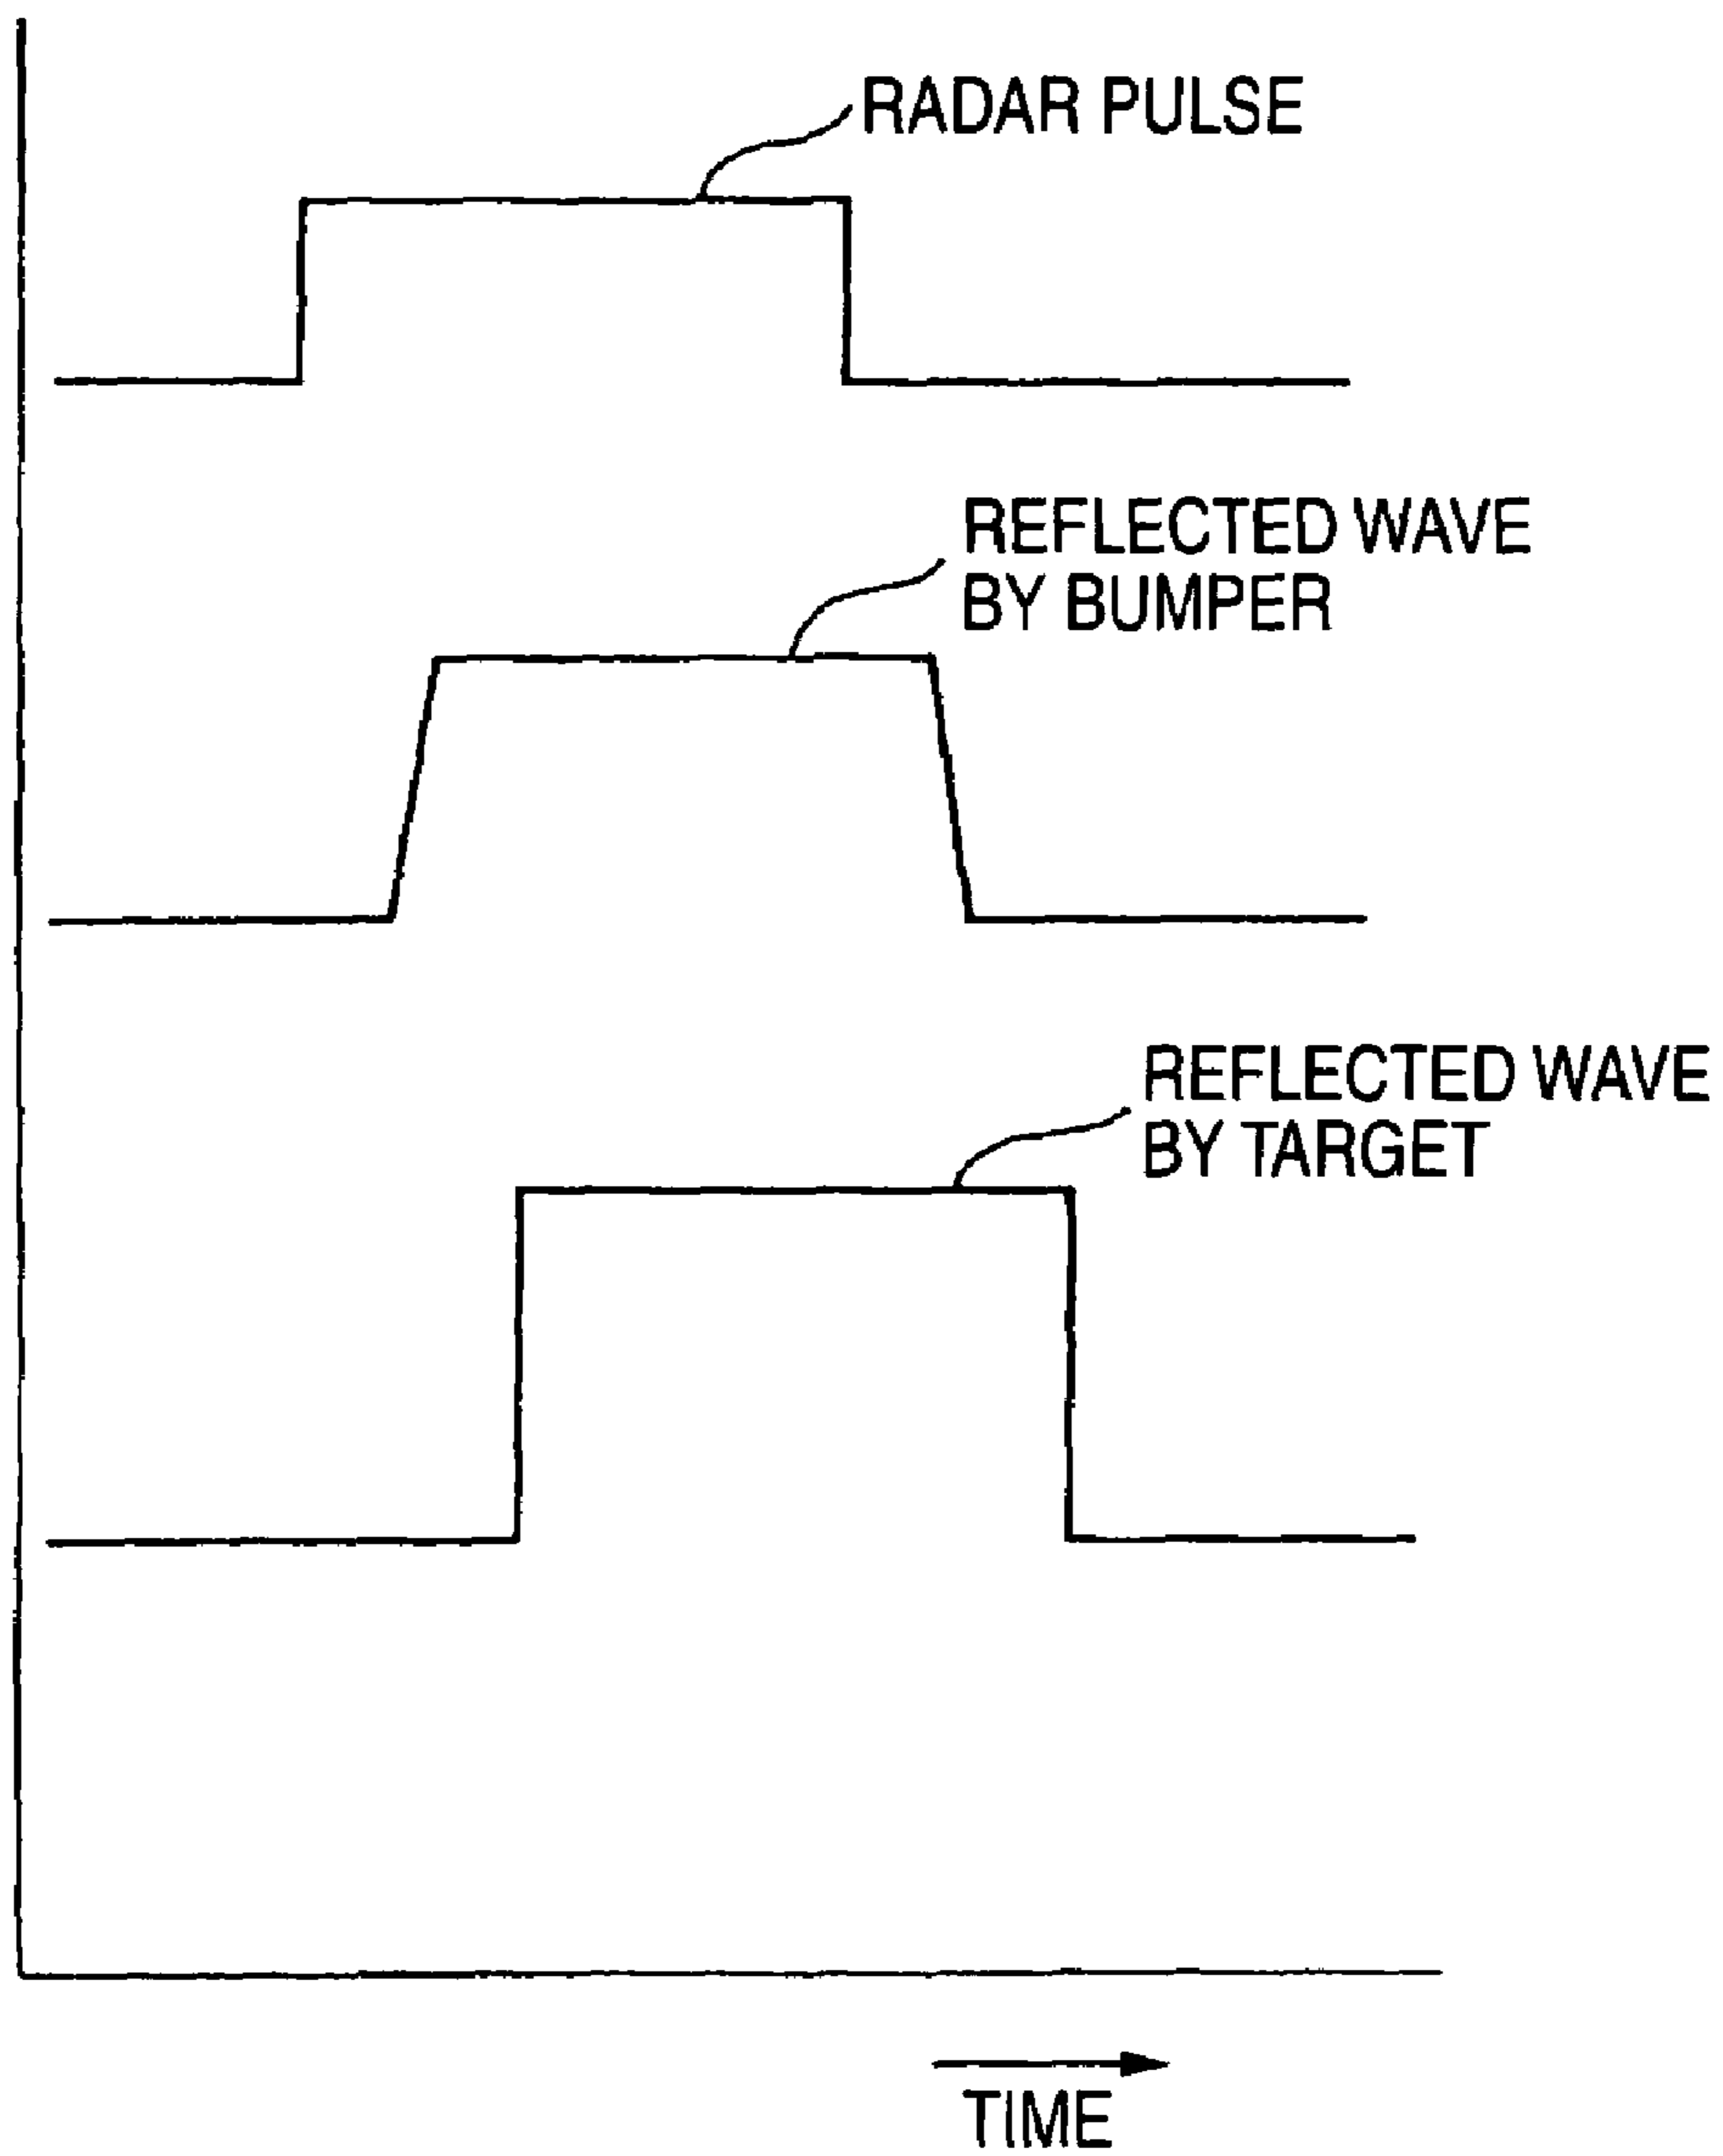 RADAR PULSE
REFLECTED WAVE
BY BUMPER
REFLECTED WAVE
BY TARGET
TIME